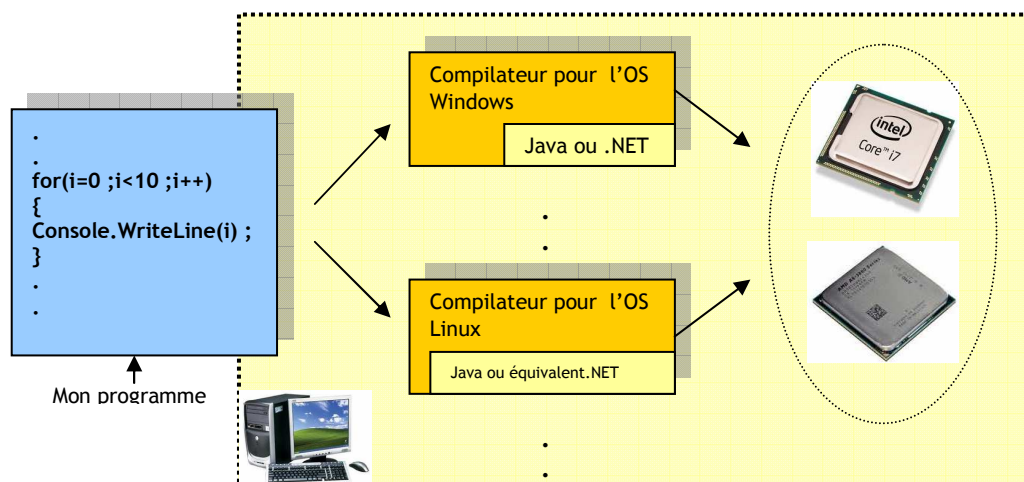 .
.
for(i=0 ;i<10 ;i++)
{
Console.WriteLine(i) ;
}
.
.
Mon programme
Compilateur pour l'OS
Windows
Java ou .NET
.
.
Compilateur pour l'OS
Linux
Java ou équivalent.NET
.
.
intel
Core™ i7